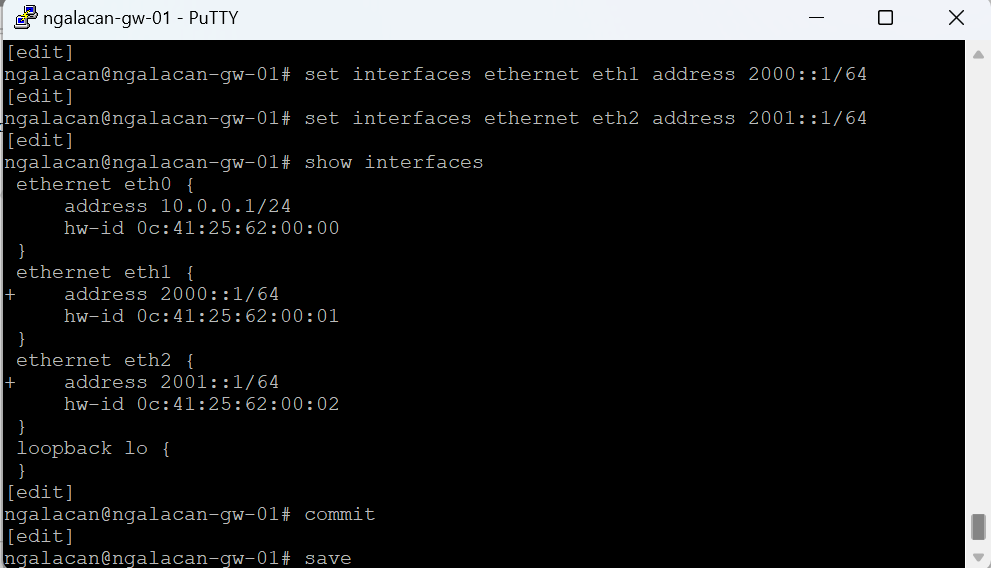 ngalacan-gw-01 - PuTTY
[edit]
ngalacan@ngalacan-gw-01# set interfaces ethernet eth1 address 2000::1/64
[edit]
ngalacan@ngalacan-gw-01# set interfaces ethernet eth2 address 2001::1/64
[edit]
ngalacan@ngalacan-gw-01# show interfaces
 ethernet eth0 {
     address 10.0.0.1/24
     hw-id 0c:41:25:62:00:00
 }
 ethernet eth1 {
+    address 2000::1/64
     hw-id 0c:41:25:62:00:01
 }
 ethernet eth2 {
+    address 2001::1/64
     hw-id 0c:41:25:62:00:02
 }
 loopback lo {
 }
[edit]
ngalacan@ngalacan-gw-01# commit
[edit]
ngalacan@ngalacan-gw-01# save